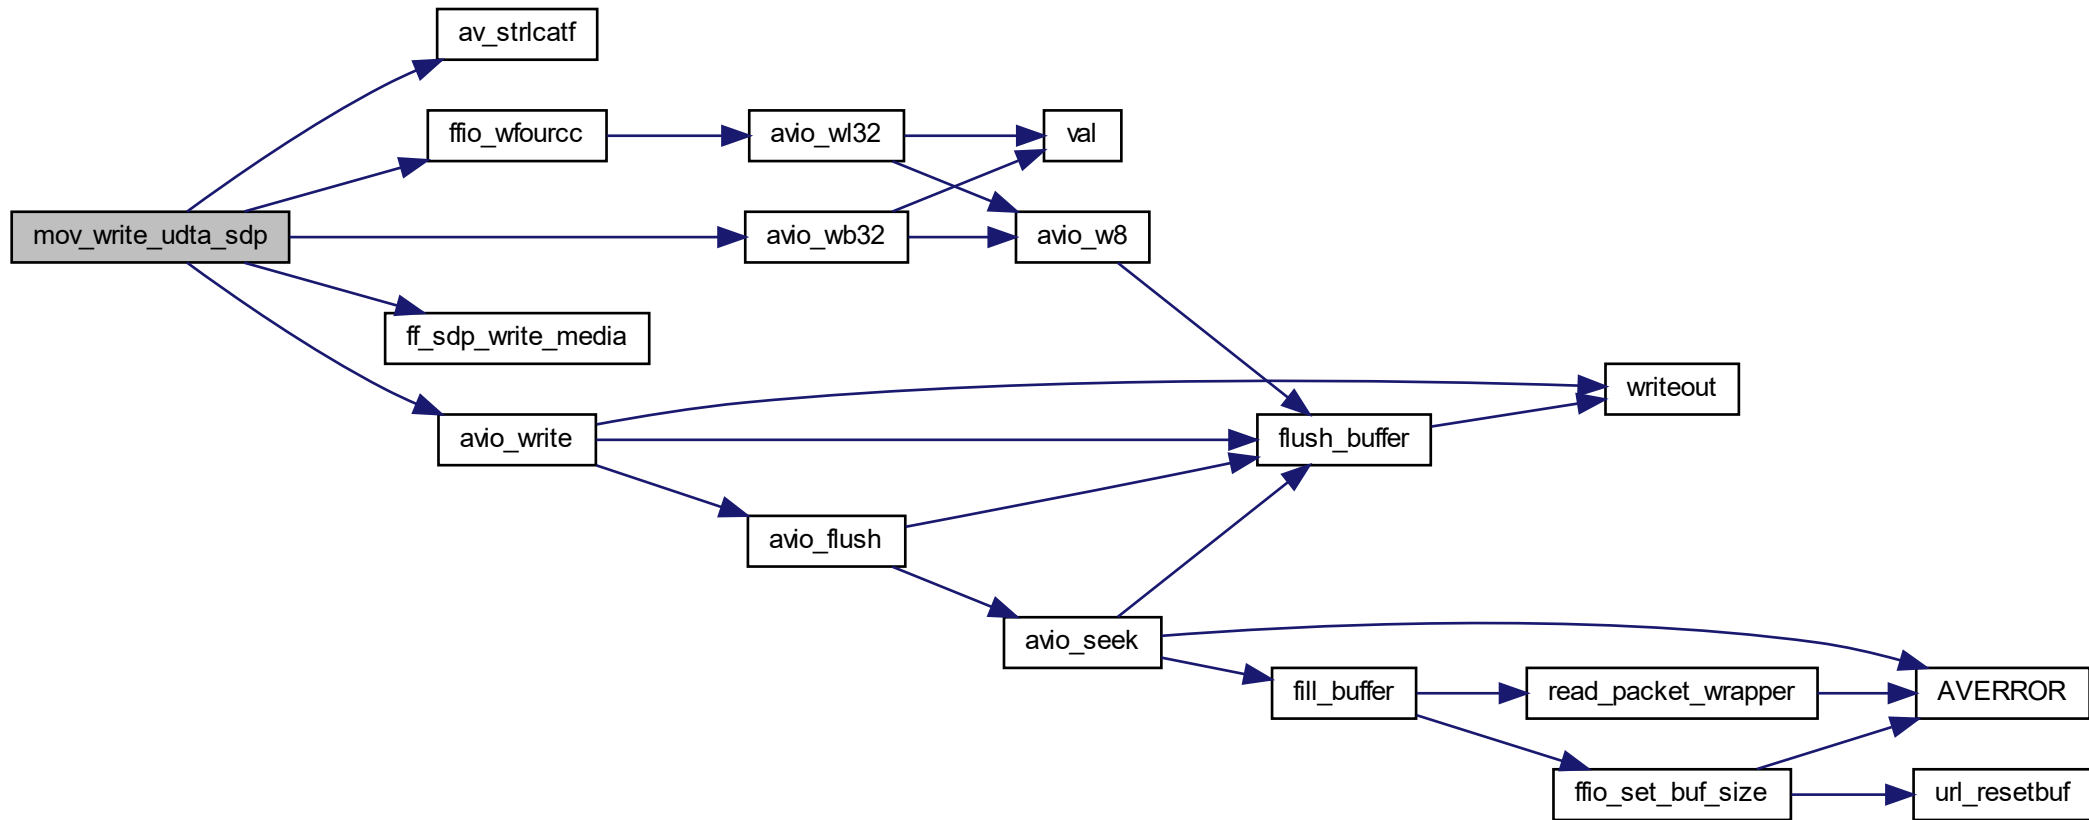 av_strlcatf
ffio_wfourcc
avio_wl32
val
mov_write_udta_sdp
avio_wb32
avio_w8
ff_sdp_write_media
writeout
avio_write
flush_buffer
avio_flush
avio_seek
fill_buffer
read_packet_wrapper
AVERROR
ffio_set_buf_size
url_resetbuf